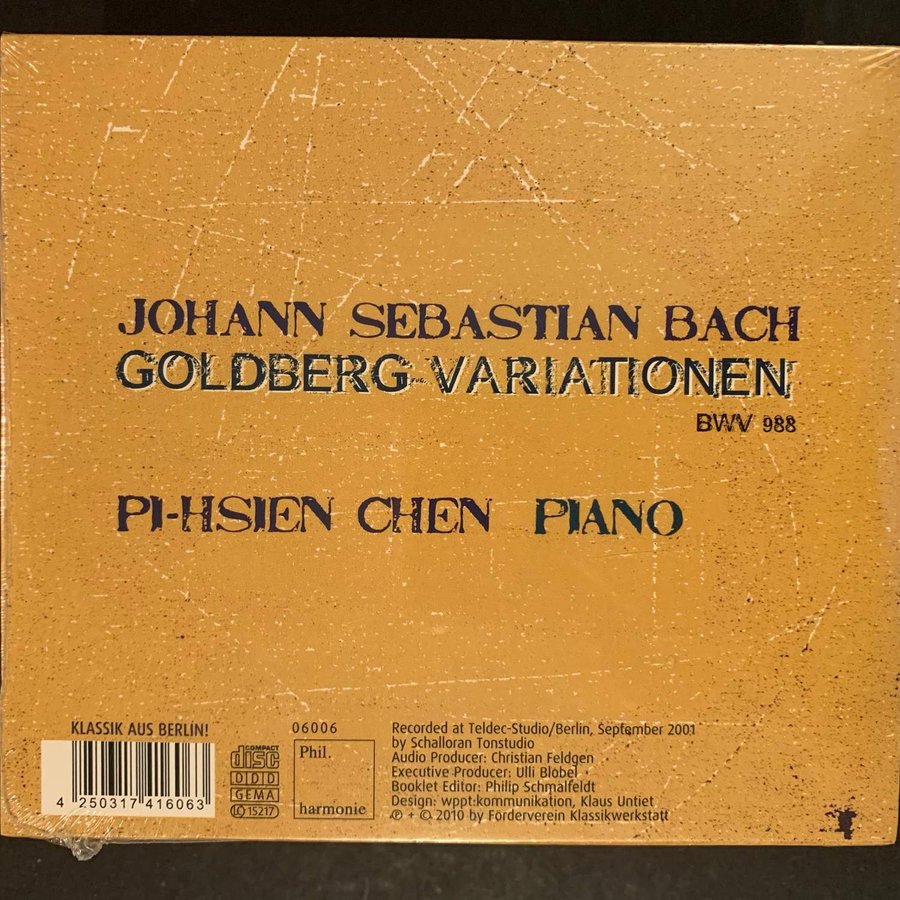 JOHANN SEBASTIAN BACH
GOLDBERG VARIATIONEN
BWV 988
PI-HSIEN CHEN PIANO
KLASSIK AUS BERLIN!
4 250317 416063
COMPACT
disc
DDD
GEMA
LC 15217
06006
Phil.
harmonie
Recorded at Teldec-Studio/Berlin, September 2001
by Schalloran Tonstudio
Audio Producer: Christian Feldgen
Executive Producer: Ulli Blobel
Booklet Editor: Philip Schmalfeldt
Design: wppt:kommunikation, Klaus Untiet
℗ + © 2010 by Förderverein Klassikwerkstatt